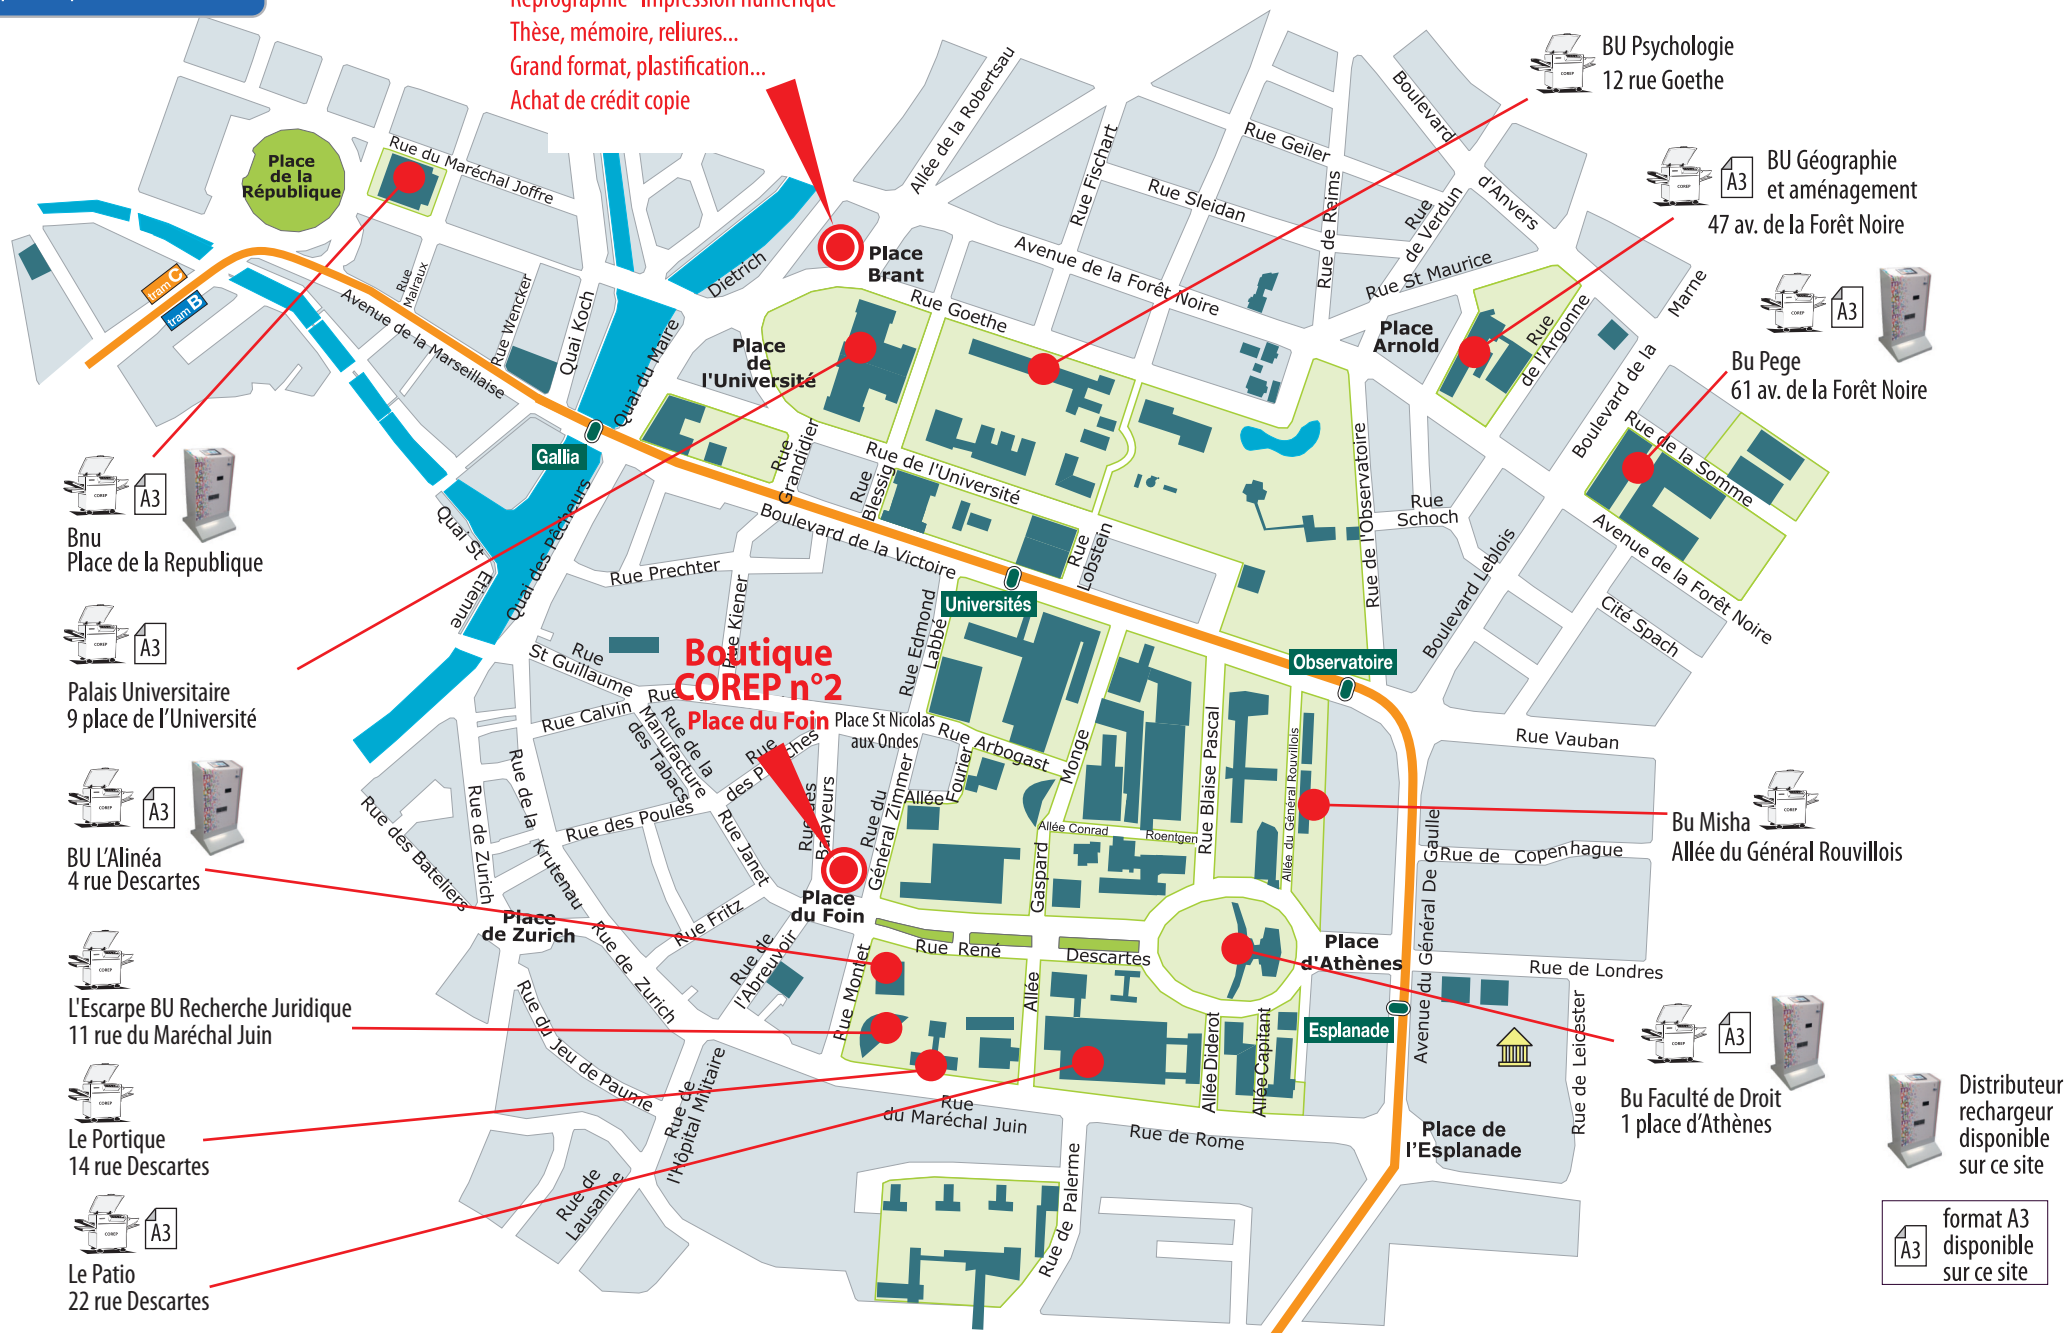 Reprographie - Impression numérique
Thèse, mémoire, reliures...
Grand format, plastification...
Achat de crédit copie
BU Psychologie
12 rue Goethe
A3
BU Géographie
et aménagement
47 av. de la Forêt Noire
A3
Bu Pege
61 av. de la Forêt Noire
Bu Misha
Allée du Général Rouvillois
A3
Bu Faculté de Droit
1 place d'Athènes
Distributeur
rechargeur
disponible
sur ce site
A3
format A3
disponible
sur ce site
A3
Bnu
Place de la Republique
A3
Palais Universitaire
9 place de l'Université
A3
BU L'Alinéa
4 rue Descartes
L'Escarpe BU Recherche Juridique
11 rue du Maréchal Juin
Le Portique
14 rue Descartes
A3
Le Patio
22 rue Descartes
Boutique
COREP n°2
Place du Foin
Place
de la
République
Rue du Maréchal Joffre
tram C
tram B
Rue
Malraux
Avenue de la Marseillaise
Rue Wencker
Quai Koch
Quai du Maire
Dietrich
Place
Brant
Allée de la Robertsau
Rue Fischart
Rue Geiler
Rue Sleidan
Rue de Reims
Boulevard
d'Anvers
Rue
de Verdun
Avenue de la Forêt Noire
Rue St Maurice
Rue Goethe
Place
Arnold
Rue
de l'Argonne
Boulevard de la
Marne
Rue de la Somme
Avenue de la Forêt Noire
Place
de
l'Université
Gallia
Rue
Grandidier
Rue
Blessig
Rue de l'Université
Boulevard de la Victoire
Rue
Lobstein
Rue de l'Observatoire
Rue
Schoch
Boulevard Leblois
Cité Spach
Universités
Observatoire
Quai St
Etienne
Quai des Pêcheurs
Rue Prechter
Rue Kiener
Rue Edmond
Labbé
Rue
St Guillaume
Rue
Rue Calvin
Rue de la
Manufacture
des Tabacs
Rue
des
Place St Nicolas
aux Ondes
Rue Arbogast
Allée
Fourier
Gaspard
Monge
Allée Conrad
Roentgen
Rue Blaise Pascal
Allée du Général Rouvillois
Rue Vauban
Rue de Copenhague
Avenue du Général De Gaulle
Rue de Londres
Rue de Leicester
Rue des Bateliers
Rue de Zurich
Rue de la
Krutenau
Rue des Poules
Rue Janet
Rue du
Général Zimmer
Place
du Foin
Place
de Zurich
Rue Fritz
Rue de
l'Abreuvoir
Rue de Zurich
Rue Montet
Rue René
Descartes
Allée
Place
d'Athènes
Esplanade
Allée Diderot
Allée Capitant
Place de
l'Esplanade
Rue du Jeu de Paume
Rue de
l'Hôpital Militaire
Rue de
Lausanne
Rue
du Maréchal Juin
Rue de Rome
Rue de Palerme